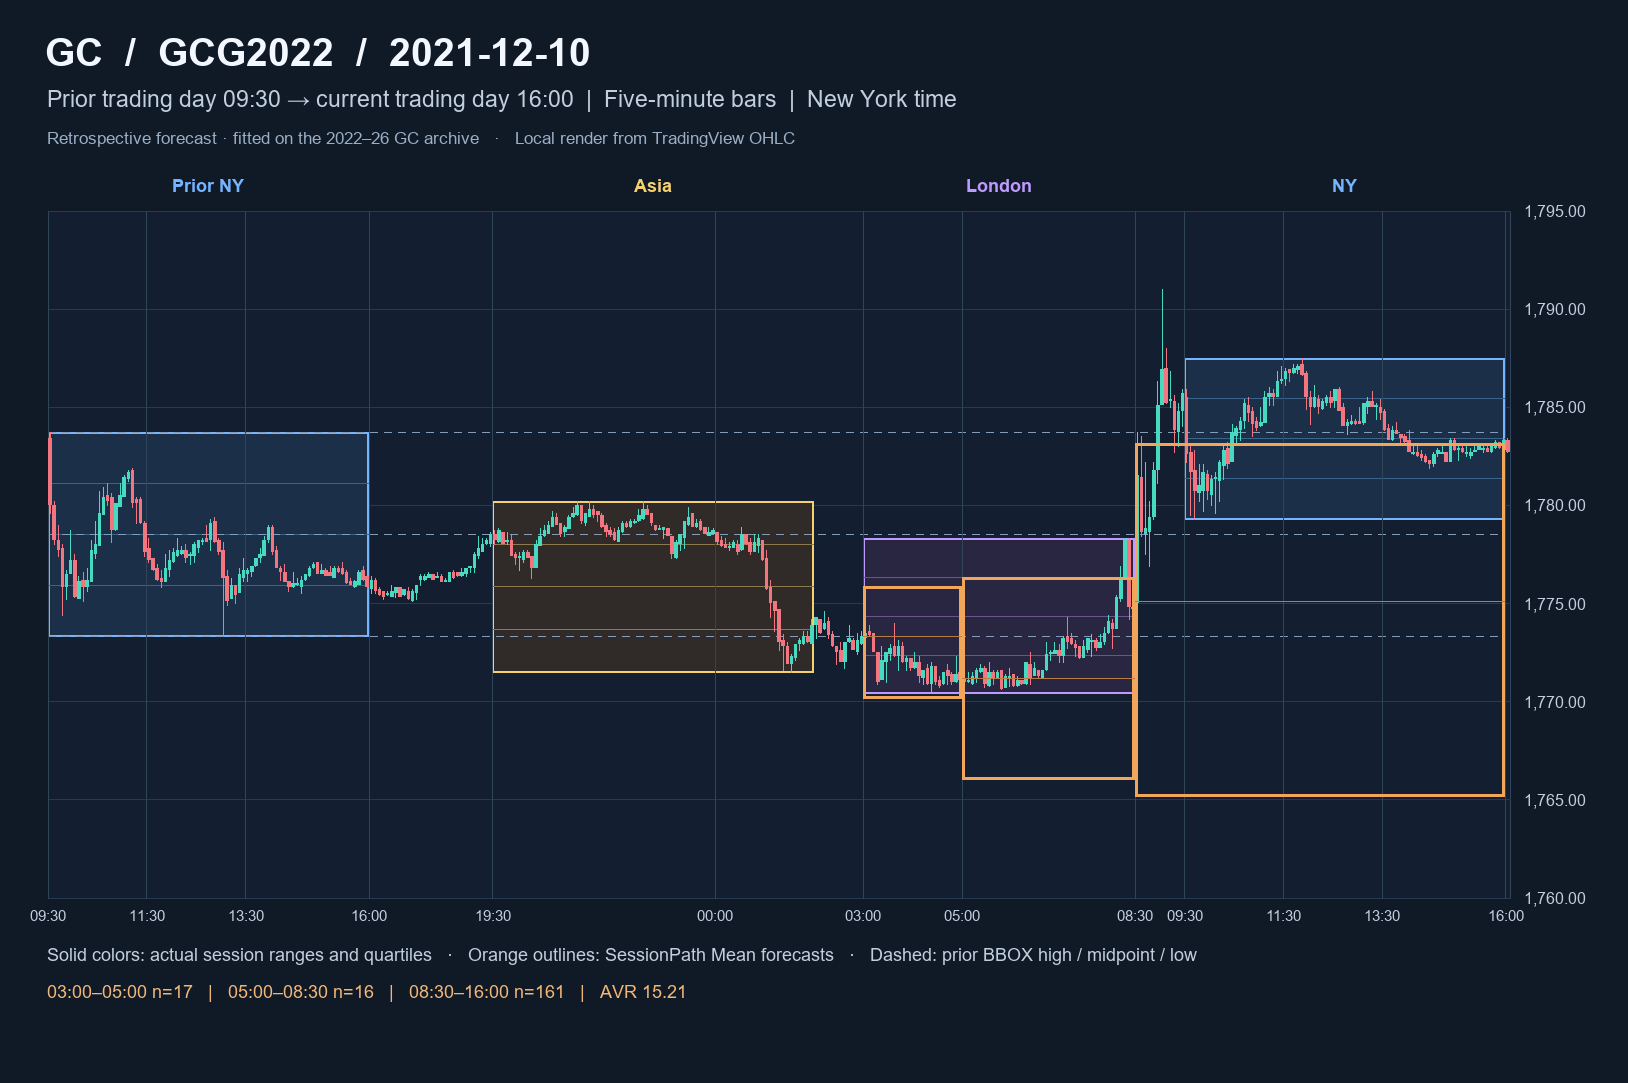 GC / GCG2022 / 2021-12-10
Prior trading day 09:30 → current trading day 16:00 | Five-minute bars | New York time
Retrospective forecast · fitted on the 2022–26 GC archive · Local render from TradingView OHLC
Prior NY Asia London NY
1,795.00
1,790.00
1,785.00
1,780.00
1,775.00
1,770.00
1,765.00
1,760.00
09:30 11:30 13:30 16:00 19:30 00:00 03:00 05:00 08:30 09:30 11:30 13:30 16:00
Solid colors: actual session ranges and quartiles · Orange outlines: SessionPath Mean forecasts · Dashed: prior BBOX high / midpoint / low
03:00–05:00 n=17 | 05:00–08:30 n=16 | 08:30–16:00 n=161 | AVR 15.21